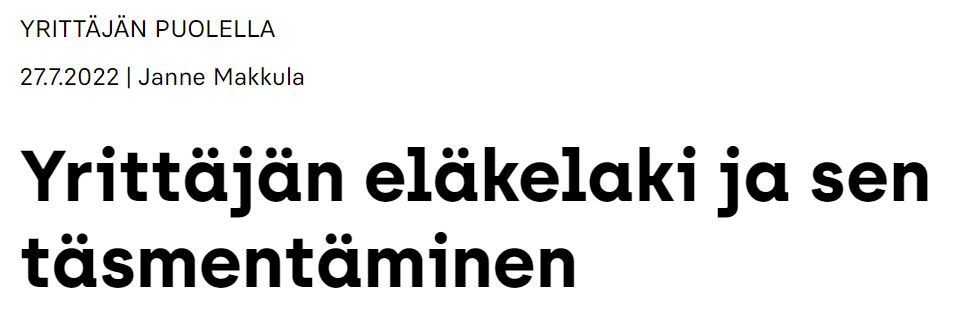 YRITTÄJÄN PUOLELLA
27.7.2022 | Janne Makkula
Yrittäjän eläkelaki ja sen
täsmentäminen